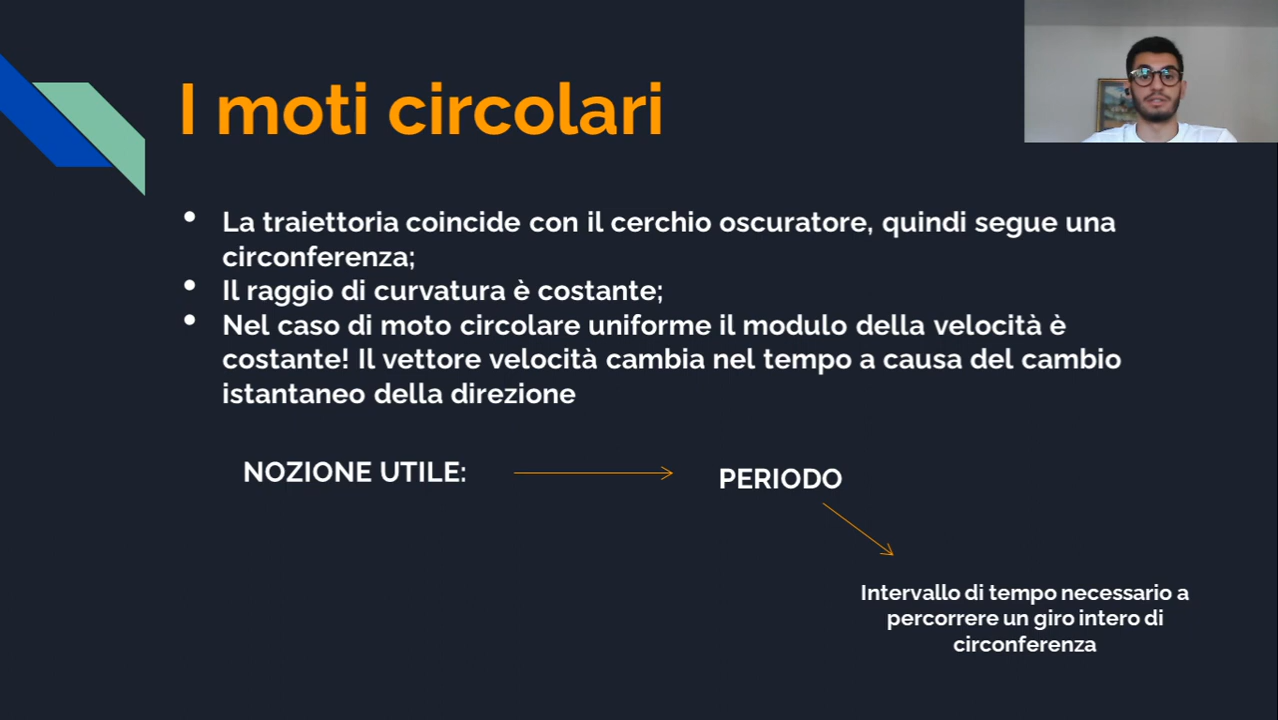 I moti circolari
• La traiettoria coincide con il cerchio oscuratore, quindi segue una
circonferenza;
• Il raggio di curvatura è costante;
• Nel caso di moto circolare uniforme il modulo della velocità è
costante! Il vettore velocità cambia nel tempo a causa del cambio
istantaneo della direzione
NOZIONE UTILE:
PERIODO
Intervallo di tempo necessario a
percorrere un giro intero di
circonferenza